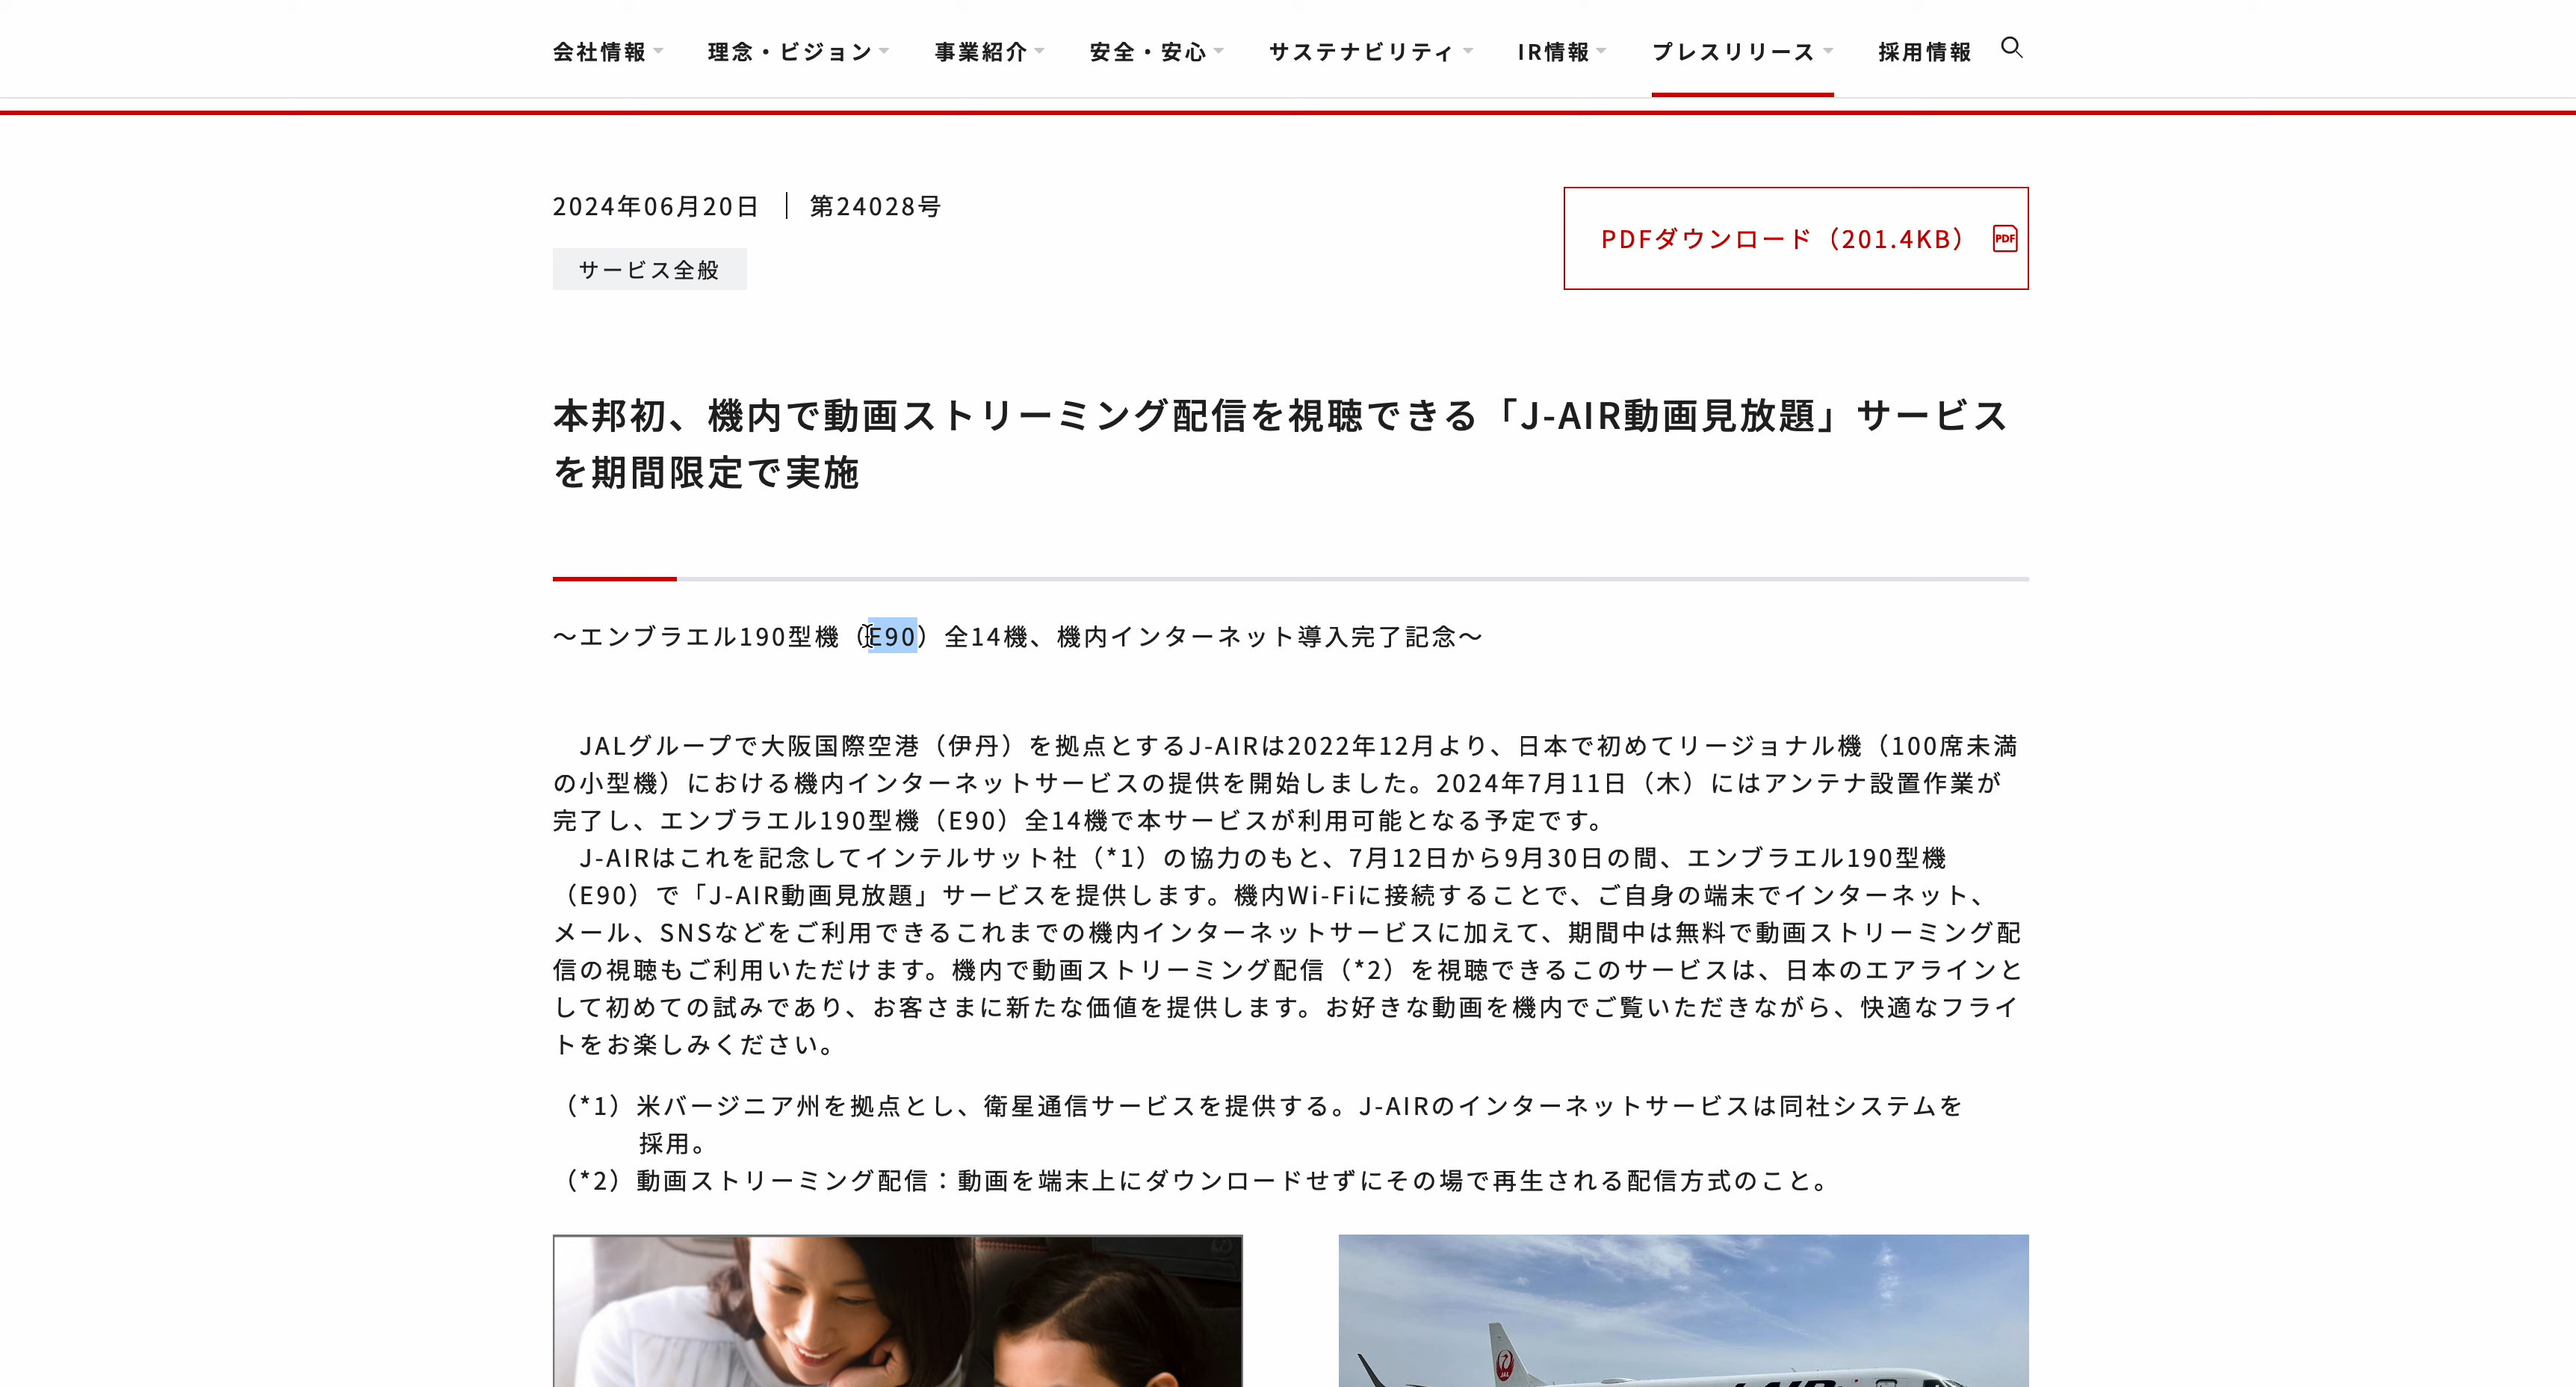 会社情報 理念・ビジョン 事業紹介 安全・安心 サステナビリティ IR情報 プレスリリース 採用情報
2024年06月20日 | 第24028号
PDFダウンロード（201.4KB） PDF
サービス全般
本邦初、機内で動画ストリーミング配信を視聴できる「J-AIR動画見放題」サービス
を期間限定で実施
～エンブラエル190型機（E90）全14機、機内インターネット導入完了記念～
JALグループで大阪国際空港（伊丹）を拠点とするJ-AIRは2022年12月より、日本で初めてリージョナル機（100席未満
の小型機）における機内インターネットサービスの提供を開始しました。2024年7月11日（木）にはアンテナ設置作業が
完了し、エンブラエル190型機（E90）全14機で本サービスが利用可能となる予定です。
J-AIRはこれを記念してインテルサット社（*1）の協力のもと、7月12日から9月30日の間、エンブラエル190型機
（E90）で「J-AIR動画見放題」サービスを提供します。機内Wi-Fiに接続することで、ご自身の端末でインターネット、
メール、SNSなどをご利用できるこれまでの機内インターネットサービスに加えて、期間中は無料で動画ストリーミング配
信の視聴もご利用いただけます。機内で動画ストリーミング配信（*2）を視聴できるこのサービスは、日本のエアラインと
して初めての試みであり、お客さまに新たな価値を提供します。お好きな動画を機内でご覧いただきながら、快適なフライ
トをお楽しみください。
（*1）米バージニア州を拠点とし、衛星通信サービスを提供する。J-AIRのインターネットサービスは同社システムを
採用。
（*2）動画ストリーミング配信：動画を端末上にダウンロードせずにその場で再生される配信方式のこと。
JAL